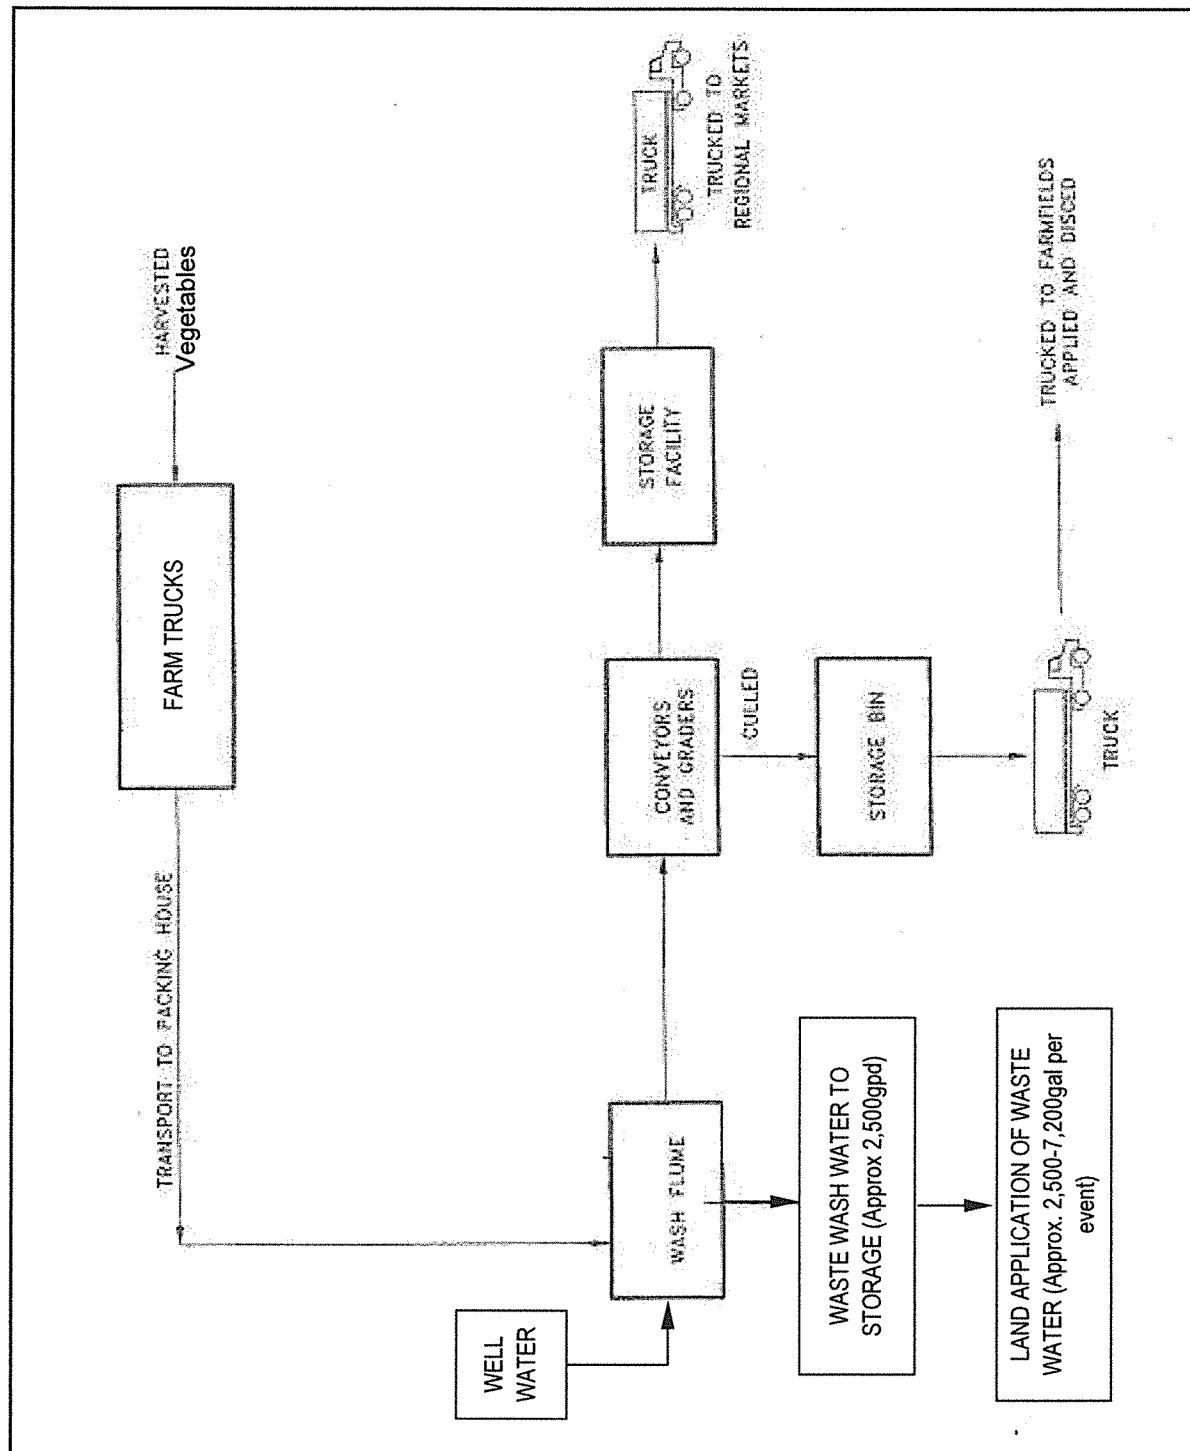 HARVESTED
Vegetables
FARM TRUCKS
TRANSPORT TO PACKING HOUSE
WELL
WATER
WASH FLUME
CONVEYORS
AND GRADERS
STORAGE
FACILITY
TRUCK
TRUCKED TO
REGIONAL MARKETS
CULLED
STORAGE BIN
TRUCK
TRUCKED TO FARMFIELDS
APPLIED AND DISCED
WASTE WASH WATER TO
STORAGE (Approx 2,500gpd)
LAND APPLICATION OF WASTE
WATER (Approx. 2,500-7,200gal per
event)